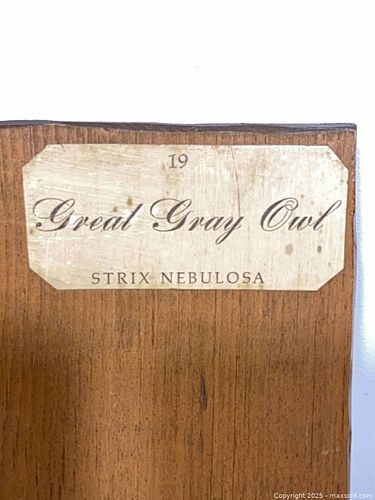 19
Great Gray Owl
STRIX NEBULOSA
Copyright 2025 - maxsold.com